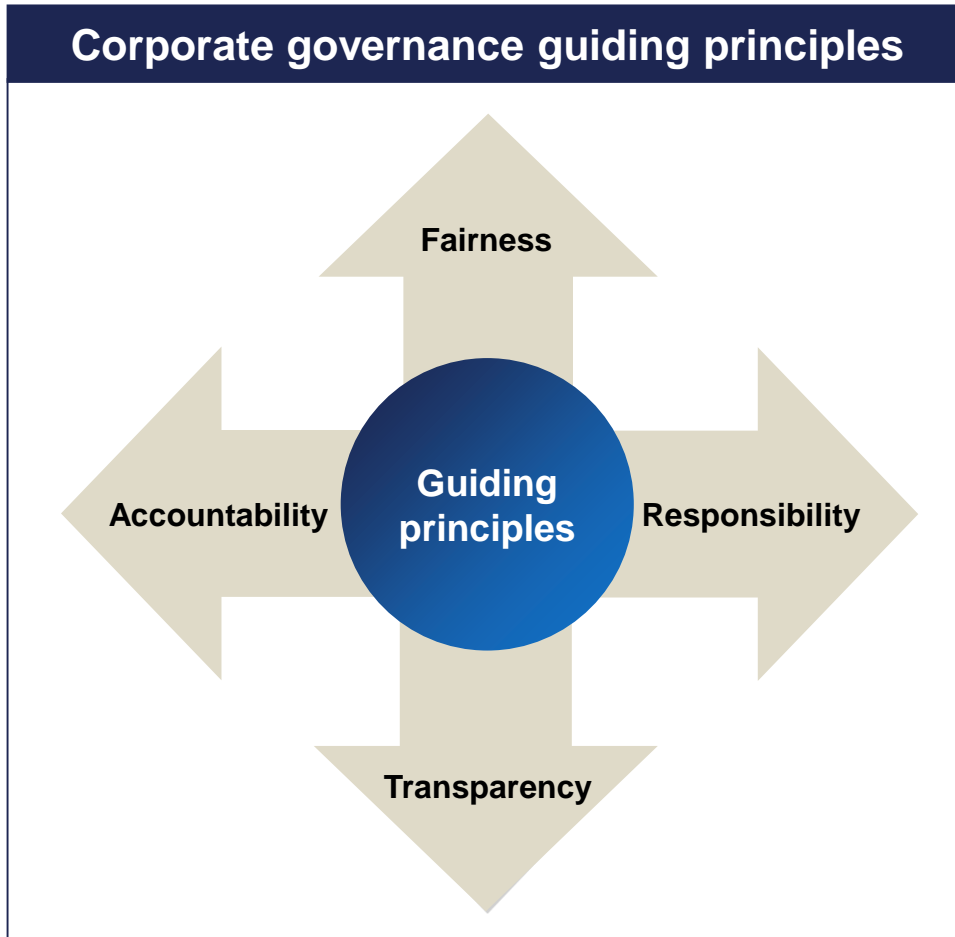 Corporate governance guiding principles
Fairness
Accountability
Guiding
principles
Responsibility
Transparency